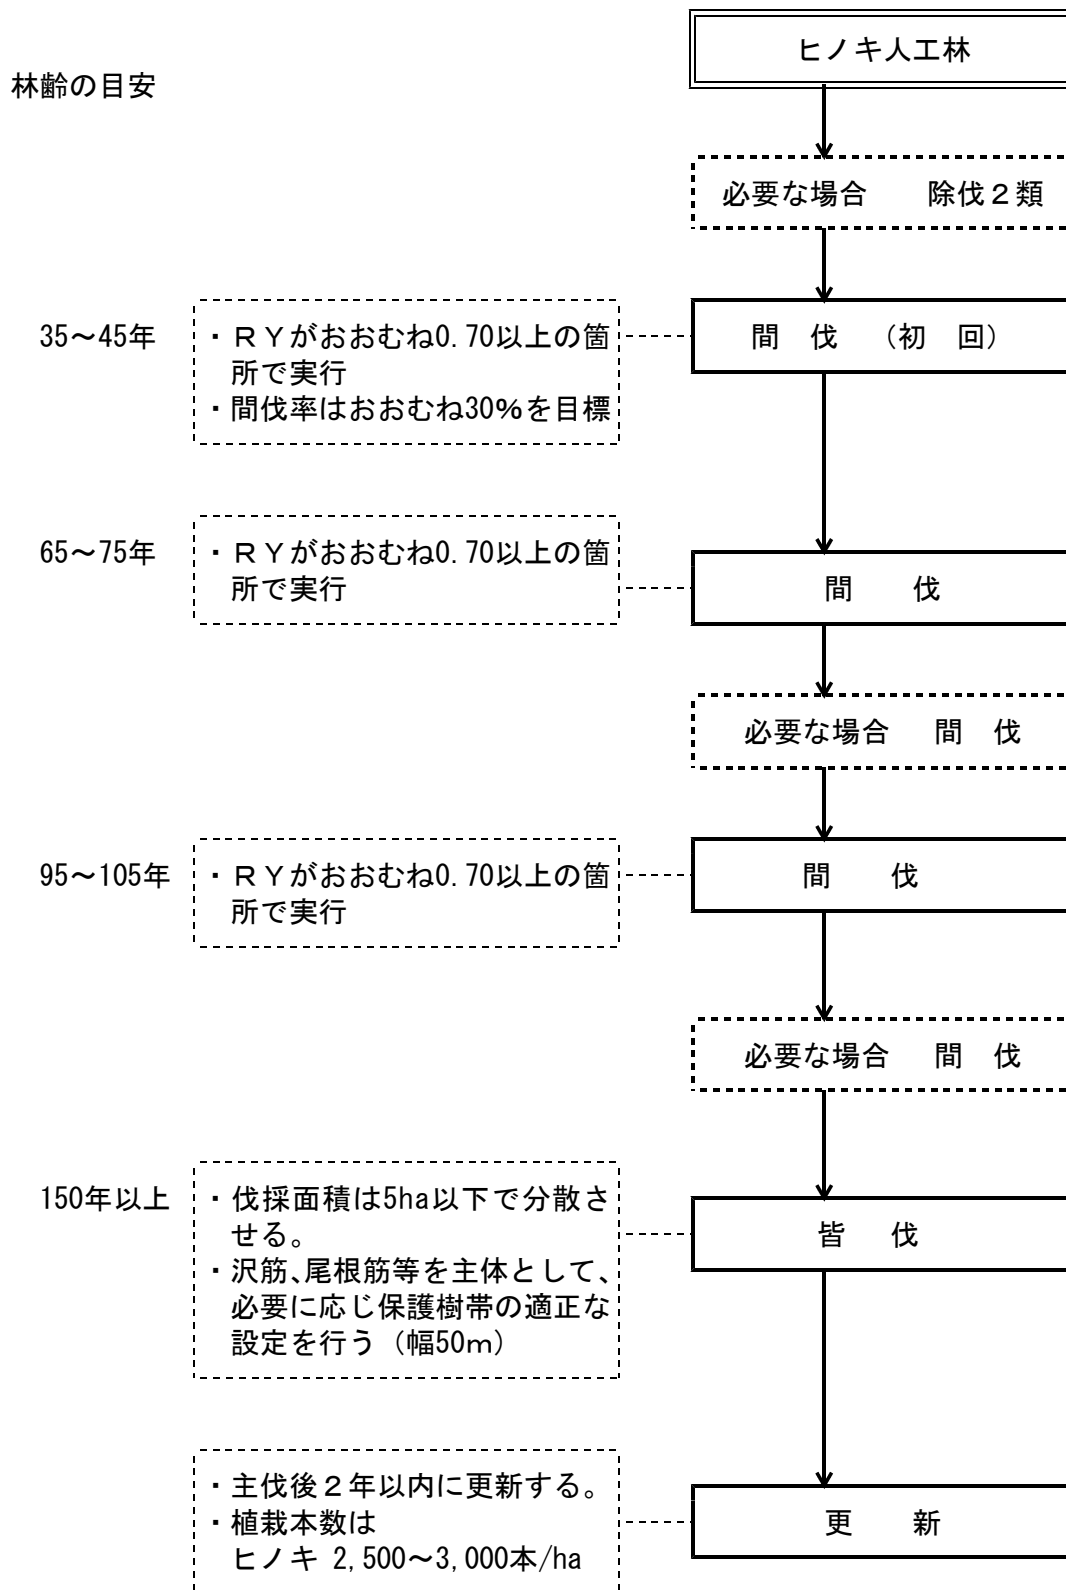 ヒノキ人工林
林齢の目安
必要な場合　　除伐２類
35～45年
・ＲＹがおおむね0.70以上の箇
所で実行
・間伐率はおおむね30％を目標
間　伐　（初　回）
65～75年
・ＲＹがおおむね0.70以上の箇
所で実行
間　　伐
必要な場合　間　伐
95～105年
・ＲＹがおおむね0.70以上の箇
所で実行
間　　伐
必要な場合　間　伐
150年以上
・伐採面積は5ha以下で分散さ
せる。
・沢筋、尾根筋等を主体として、
必要に応じ保護樹帯の適正な
設定を行う（幅50ｍ）
皆　伐
・主伐後２年以内に更新する。
・植栽本数は
ヒノキ 2,500～3,000本/ha
更　　新